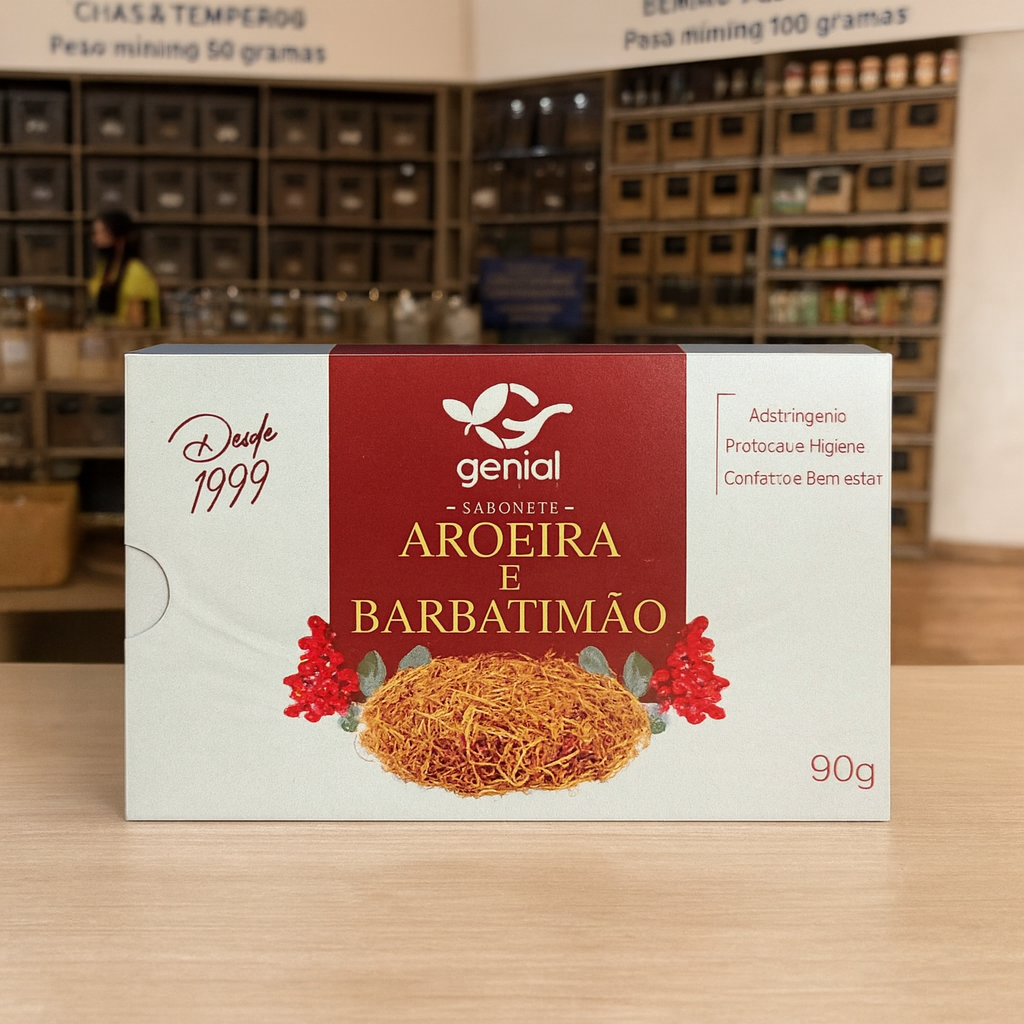 CHAS & TEMPEROG
Peso mining 50 gramas
Pasa miming 100 gramas
Desde
1999
genial
- SABONETE -
AROEIRA
E
BARBATIMÃO
Adstringenio
Protocaue Higiene
Confattoe Bem estar
90g